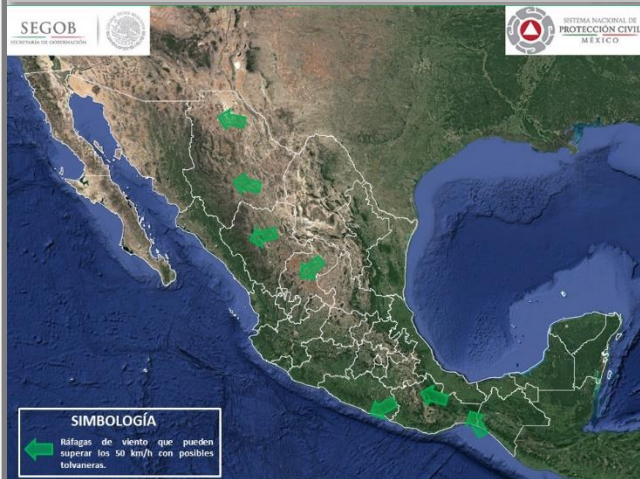 SEGOB
SECRETARÍA DE GOBERNACIÓN
SISTEMA NACIONAL DE
PROTECCIÓN CIVIL
MÉXICO
SIMBOLOGÍA
Ráfagas de viento que pueden
superar los 50 km/h con posibles
tolvaneras.